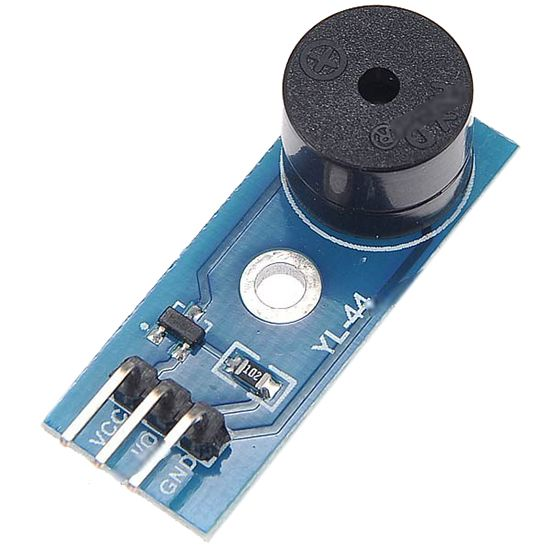 YL-44
102
VCC
I/O
GND